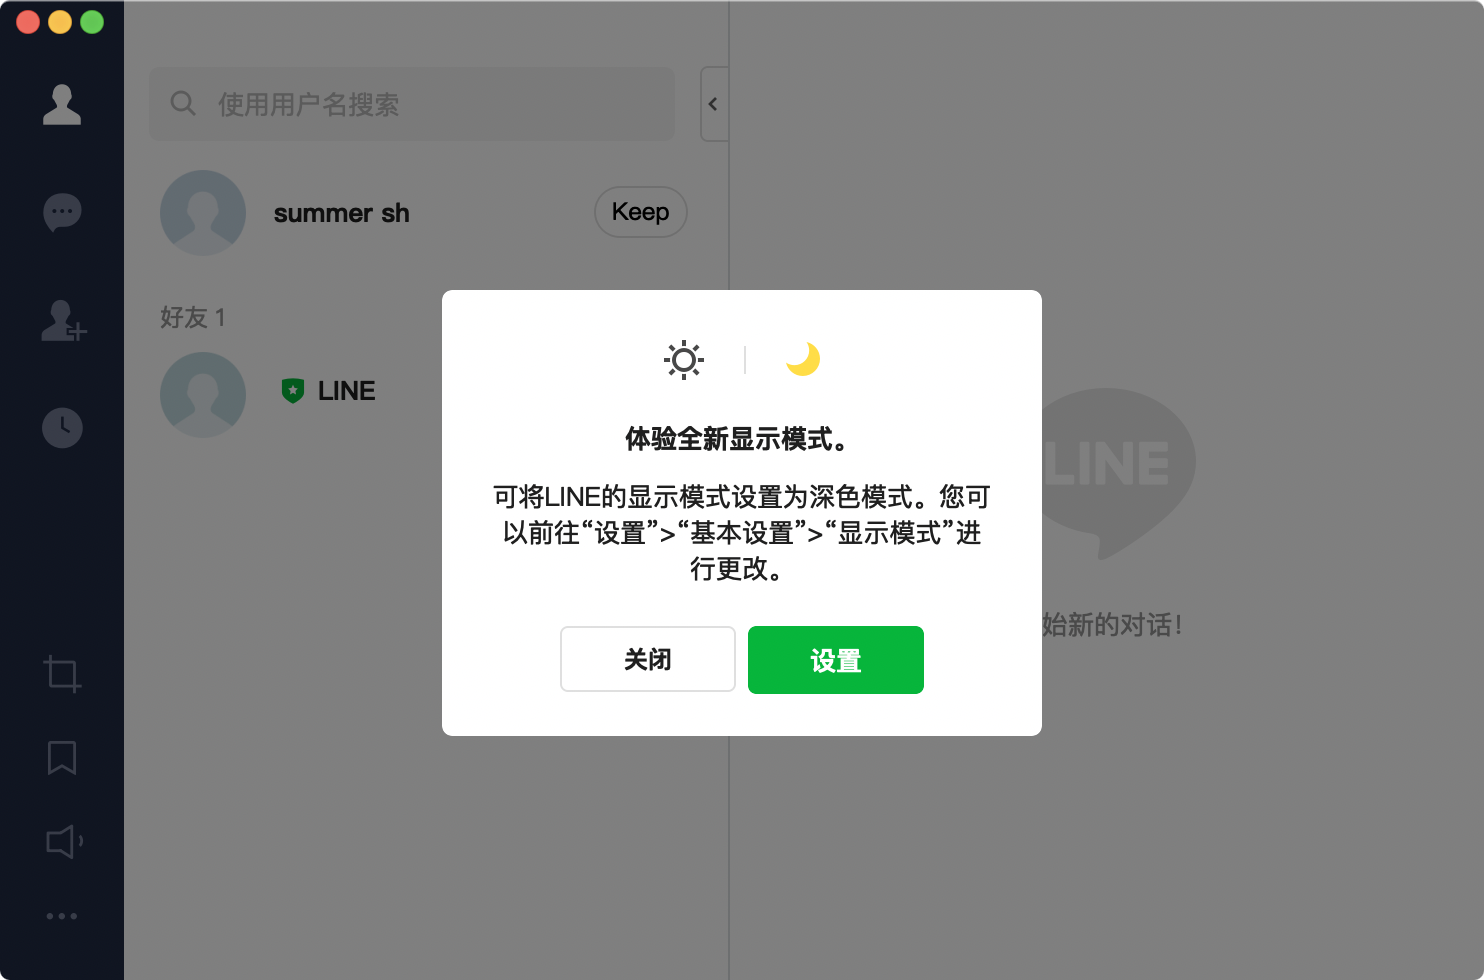 使用用户名搜索
summer sh
Keep
好友 1
LINE
LINE
始新的对话!
体验全新显示模式。
可将LINE的显示模式设置为深色模式。您可
以前往“设置”>“基本设置”>“显示模式”进
行更改。
关闭
设置